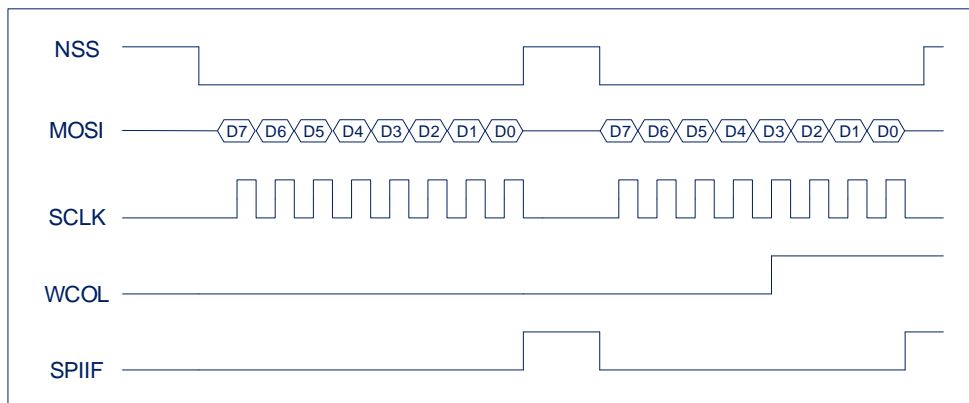 NSS
MOSI D7 D6 D5 D4 D3 D2 D1 D0 D7 D6 D5 D4 D3 D2 D1 D0
SCLK
WCOL
SPIIF